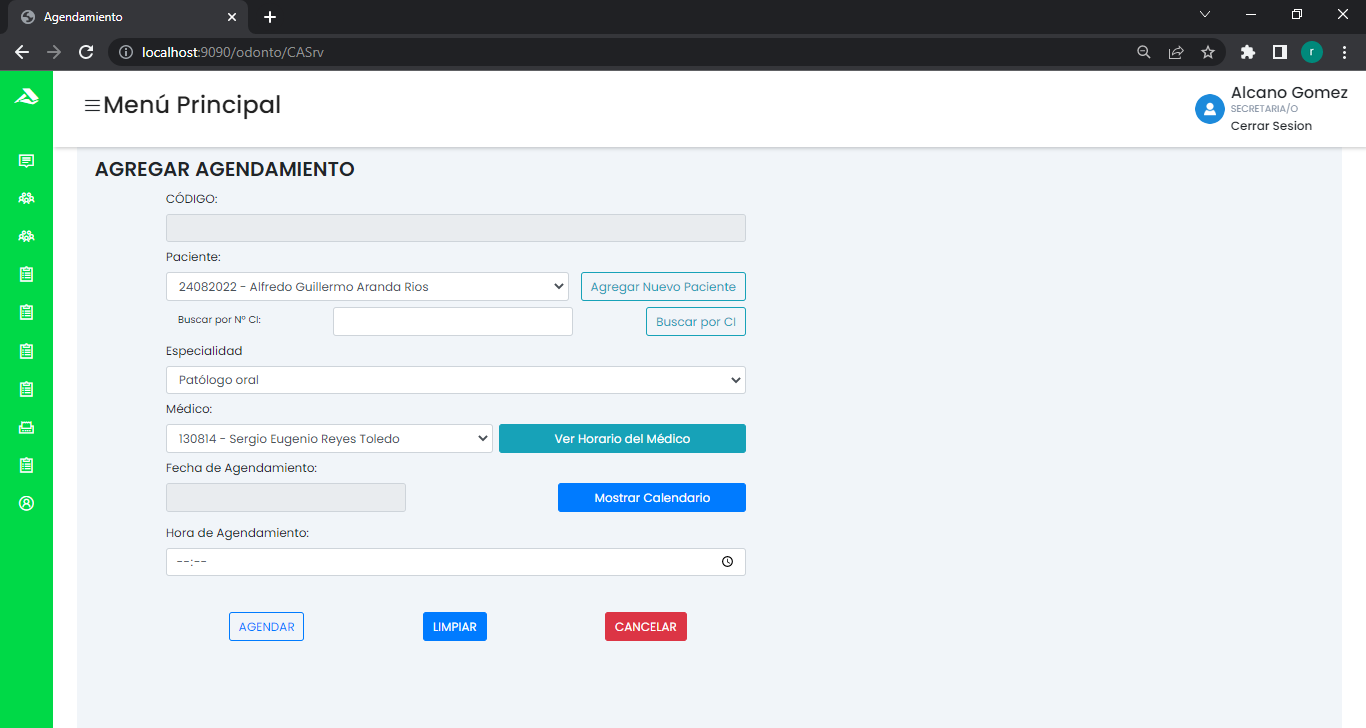 Agendamiento
localhost:9090/odonto/CASrv
r
Menú Principal
Alcano Gomez
SECRETARIA/O
Cerrar Sesion
AGREGAR AGENDAMIENTO
CÓDIGO:
Paciente:
24082022 - Alfredo Guillermo Aranda Rios
Agregar Nuevo Paciente
Buscar por Nº CI:
Buscar por CI
Especialidad
Patólogo oral
Médico:
130814 - Sergio Eugenio Reyes Toledo
Ver Horario del Médico
Fecha de Agendamiento:
Mostrar Calendario
Hora de Agendamiento:
--:--
AGENDAR
LIMPIAR
CANCELAR